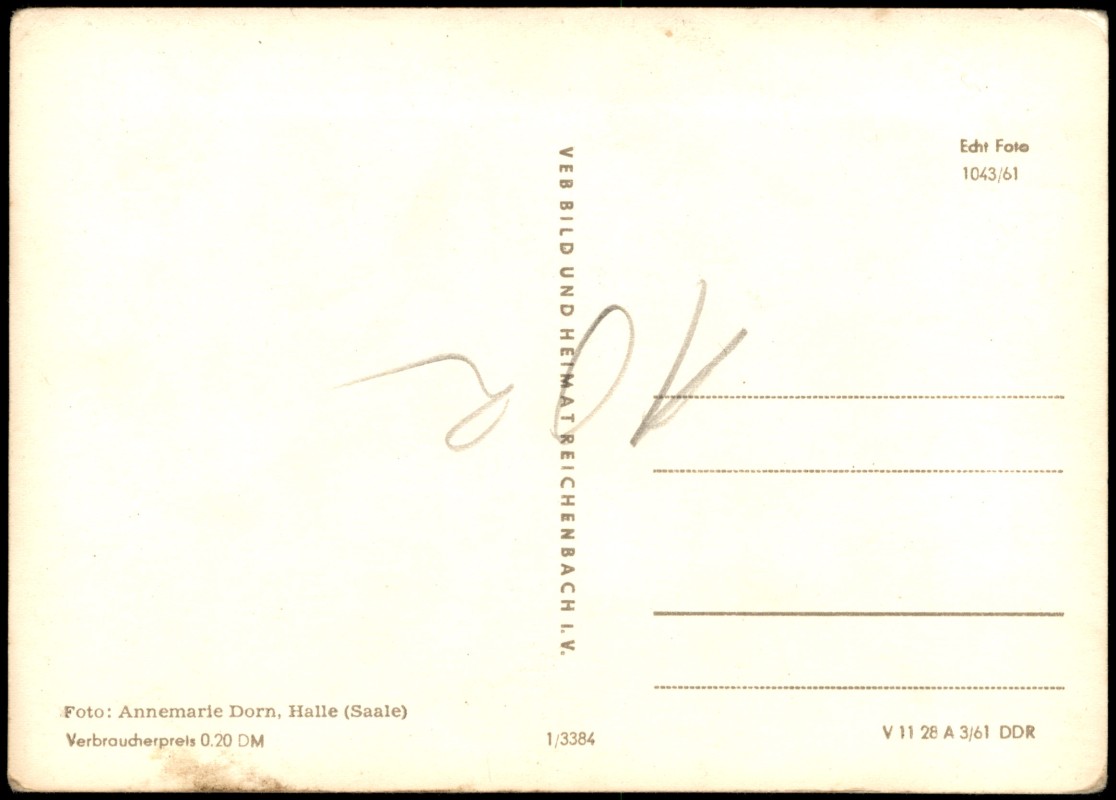 Echt Foto
1043/61
VEB BILD UND HEIMAT REICHENBACH I. V.
Foto: Annemarie Dorn, Halle (Saale)
Verbraucherpreis 0.20 DM
1/3384
V 11 28 A 3/61 DDR